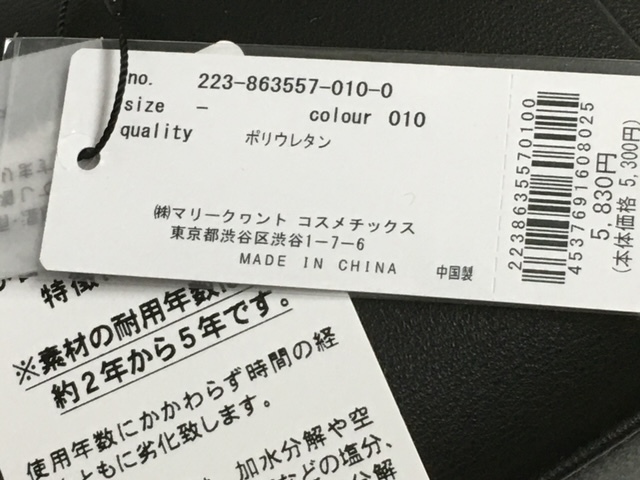 no. 223-863557-010-0
size -
colour 010
quality ポリウレタン
㈱マリークヮント コスメチックス
東京都渋谷区渋谷1-7-6
MADE IN CHINA 中国製
2238635570100
4537691608025
5,830円
(本体価格 5,300円)
特徴
※素材の耐用年数に
約2年から5年です。
使用年数にかかわらず時間の経
ともに劣化致します。
加水分解や空
などの塩分、
分解